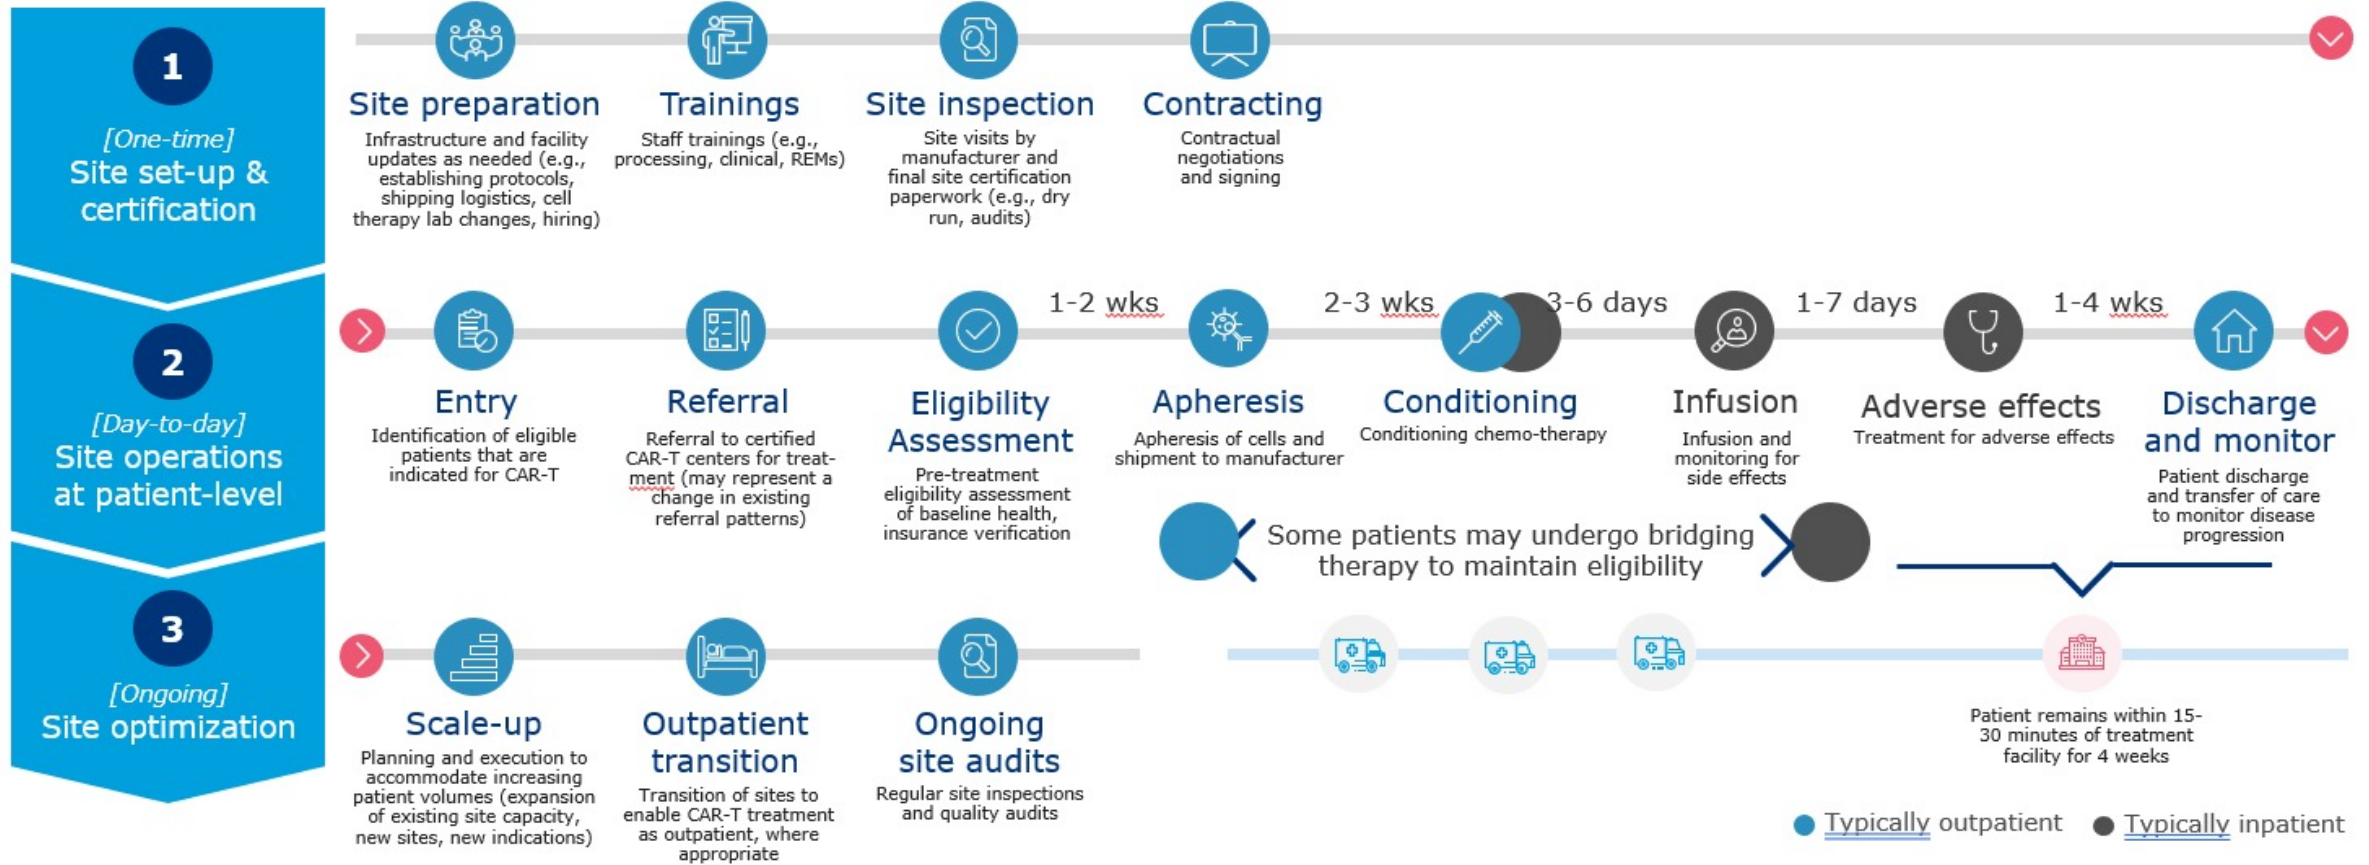 1
[One-time]
Site set-up &
certification
Site preparation
Infrastructure and facility
updates as needed (e.g.,
establishing protocols,
shipping logistics, cell
therapy lab changes, hiring)
Trainings
Staff trainings (e.g.,
processing, clinical, REMs)
Site inspection
Site visits by
manufacturer and
final site certification
paperwork (e.g., dry
run, audits)
Contracting
Contractual
negotiations
and signing
2
[Day-to-day]
Site operations
at patient-level
1-2 wks
2-3 wks
3-6 days
1-7 days
1-4 wks
Entry
Identification of eligible
patients that are
indicated for CAR-T
Referral
Referral to certified
CAR-T centers for treat-
ment (may represent a
change in existing
referral patterns)
Eligibility
Assessment
Pre-treatment
eligibility assessment
of baseline health,
insurance verification
Apheresis
Apheresis of cells and
shipment to manufacturer
Conditioning
Conditioning chemo-therapy
Infusion
Infusion and
monitoring for
side effects
Adverse effects
Treatment for adverse effects
Discharge
and monitor
Patient discharge
and transfer of care
to monitor disease
progression
Some patients may undergo bridging
therapy to maintain eligibility
3
[Ongoing]
Site optimization
Scale-up
Planning and execution to
accommodate increasing
patient volumes (expansion
of existing site capacity,
new sites, new indications)
Outpatient
transition
Transition of sites to
enable CAR-T treatment
as outpatient, where
appropriate
Ongoing
site audits
Regular site inspections
and quality audits
Patient remains within 15-
30 minutes of treatment
facility for 4 weeks
Typically outpatient
Typically inpatient